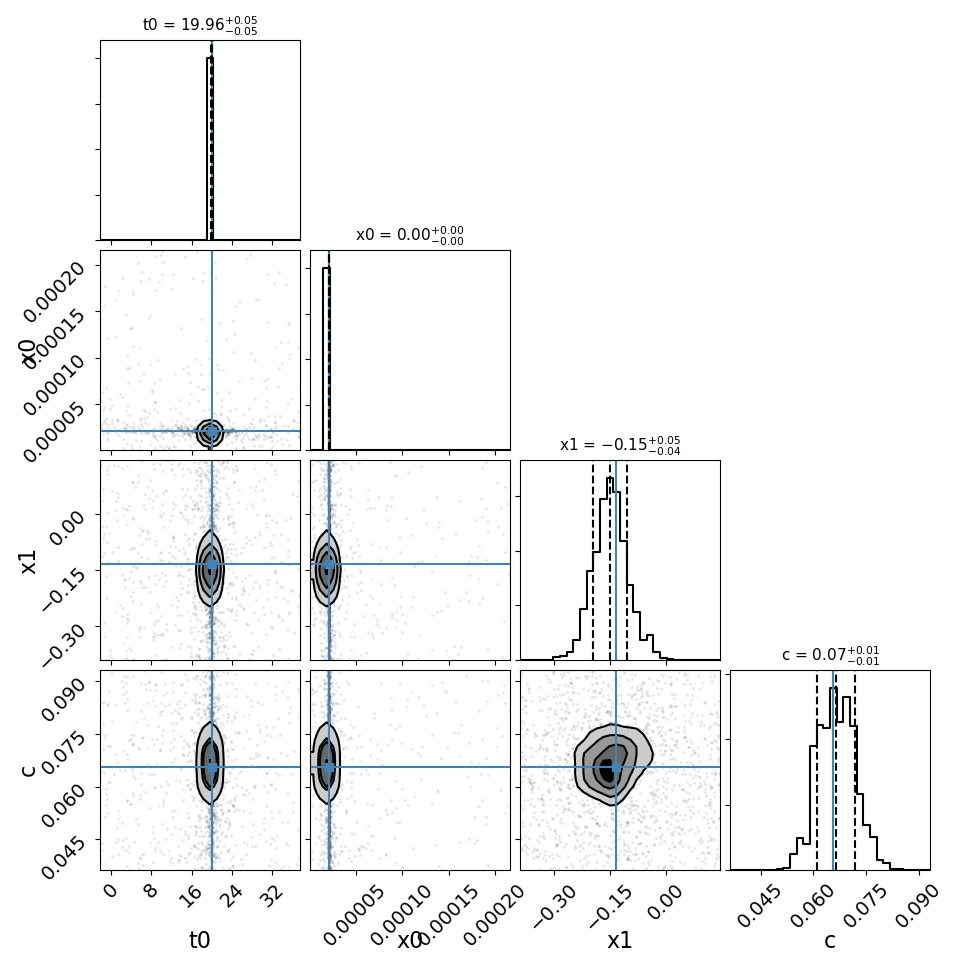 t0 = 19.96+0.05−0.05
x0 = 0.00+0.00−0.00
x0
0.00020
0.00015
0.00010
0.00005
x1 = −0.15+0.05−0.04
x1
0.00
−0.15
−0.30
c = 0.07+0.01−0.01
c
0.090
0.075
0.060
0.045
0 8 16 24 32
0.00005 0.00010 0.00015 0.00020
−0.30 −0.15 0.00
0.045 0.060 0.075 0.090
t0 x0 x1 c